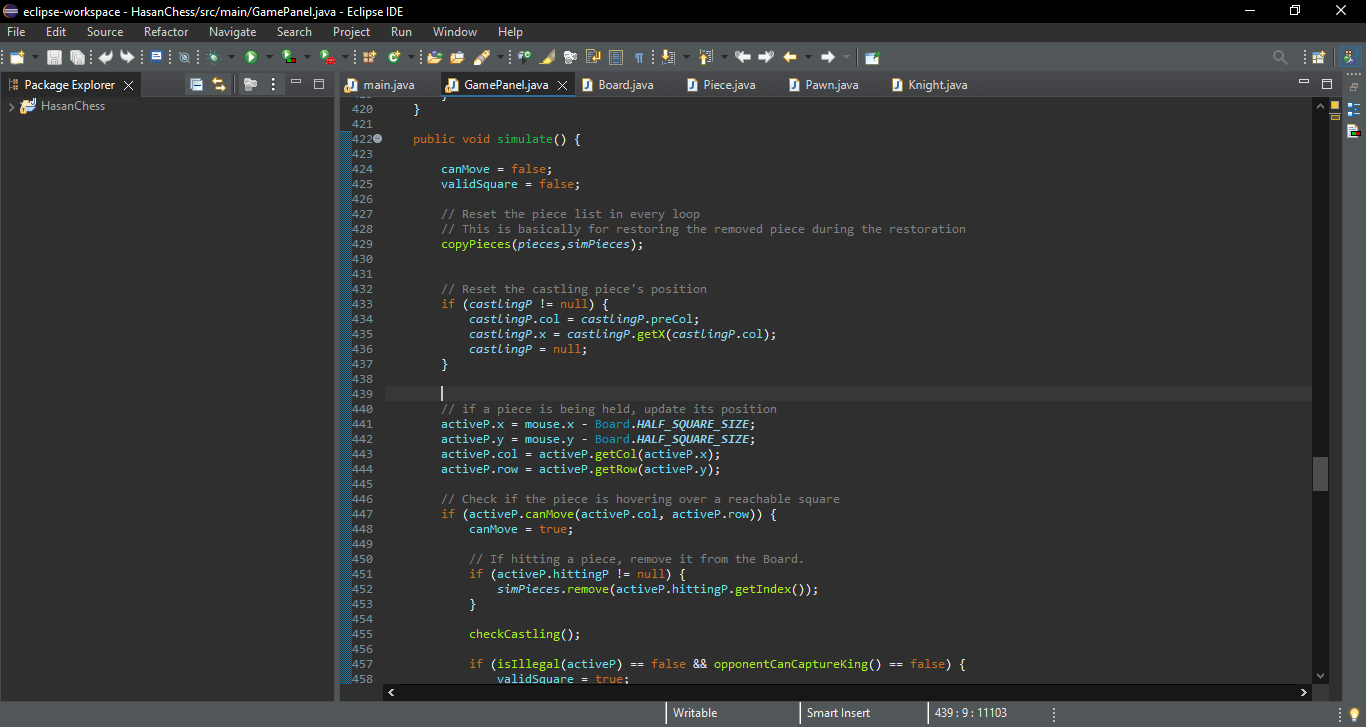 eclipse-workspace - HasanChess/src/main/GamePanel.java - Eclipse IDE
File Edit Source Refactor Navigate Search Project Run Window Help
Package Explorer
HasanChess
main.java GamePanel.java Board.java Piece.java Pawn.java Knight.java
420 }
421
422 public void simulate() {
423
424 canMove = false;
425 validSquare = false;
426
427 // Reset the piece list in every loop
428 // This is basically for restoring the removed piece during the restoration
429 copyPieces(pieces,simPieces);
430
431
432 // Reset the castling piece's position
433 if (castlingP != null) {
434 castlingP.col = castlingP.preCol;
435 castlingP.x = castlingP.getX(castlingP.col);
436 castlingP = null;
437 }
438
439
440 // if a piece is being held, update its position
441 activeP.x = mouse.x - Board.HALF_SQUARE_SIZE;
442 activeP.y = mouse.y - Board.HALF_SQUARE_SIZE;
443 activeP.col = activeP.getCol(activeP.x);
444 activeP.row = activeP.getRow(activeP.y);
445
446 // Check if the piece is hovering over a reachable square
447 if (activeP.canMove(activeP.col, activeP.row)) {
448 canMove = true;
449
450 // If hitting a piece, remove it from the Board.
451 if (activeP.hittingP != null) {
452 simPieces.remove(activeP.hittingP.getIndex());
453 }
454
455 checkCastling();
456
457 if (isIllegal(activeP) == false && opponentCanCaptureKing() == false) {
458 validSquare = true;
Writable Smart Insert 439 : 9 : 11103